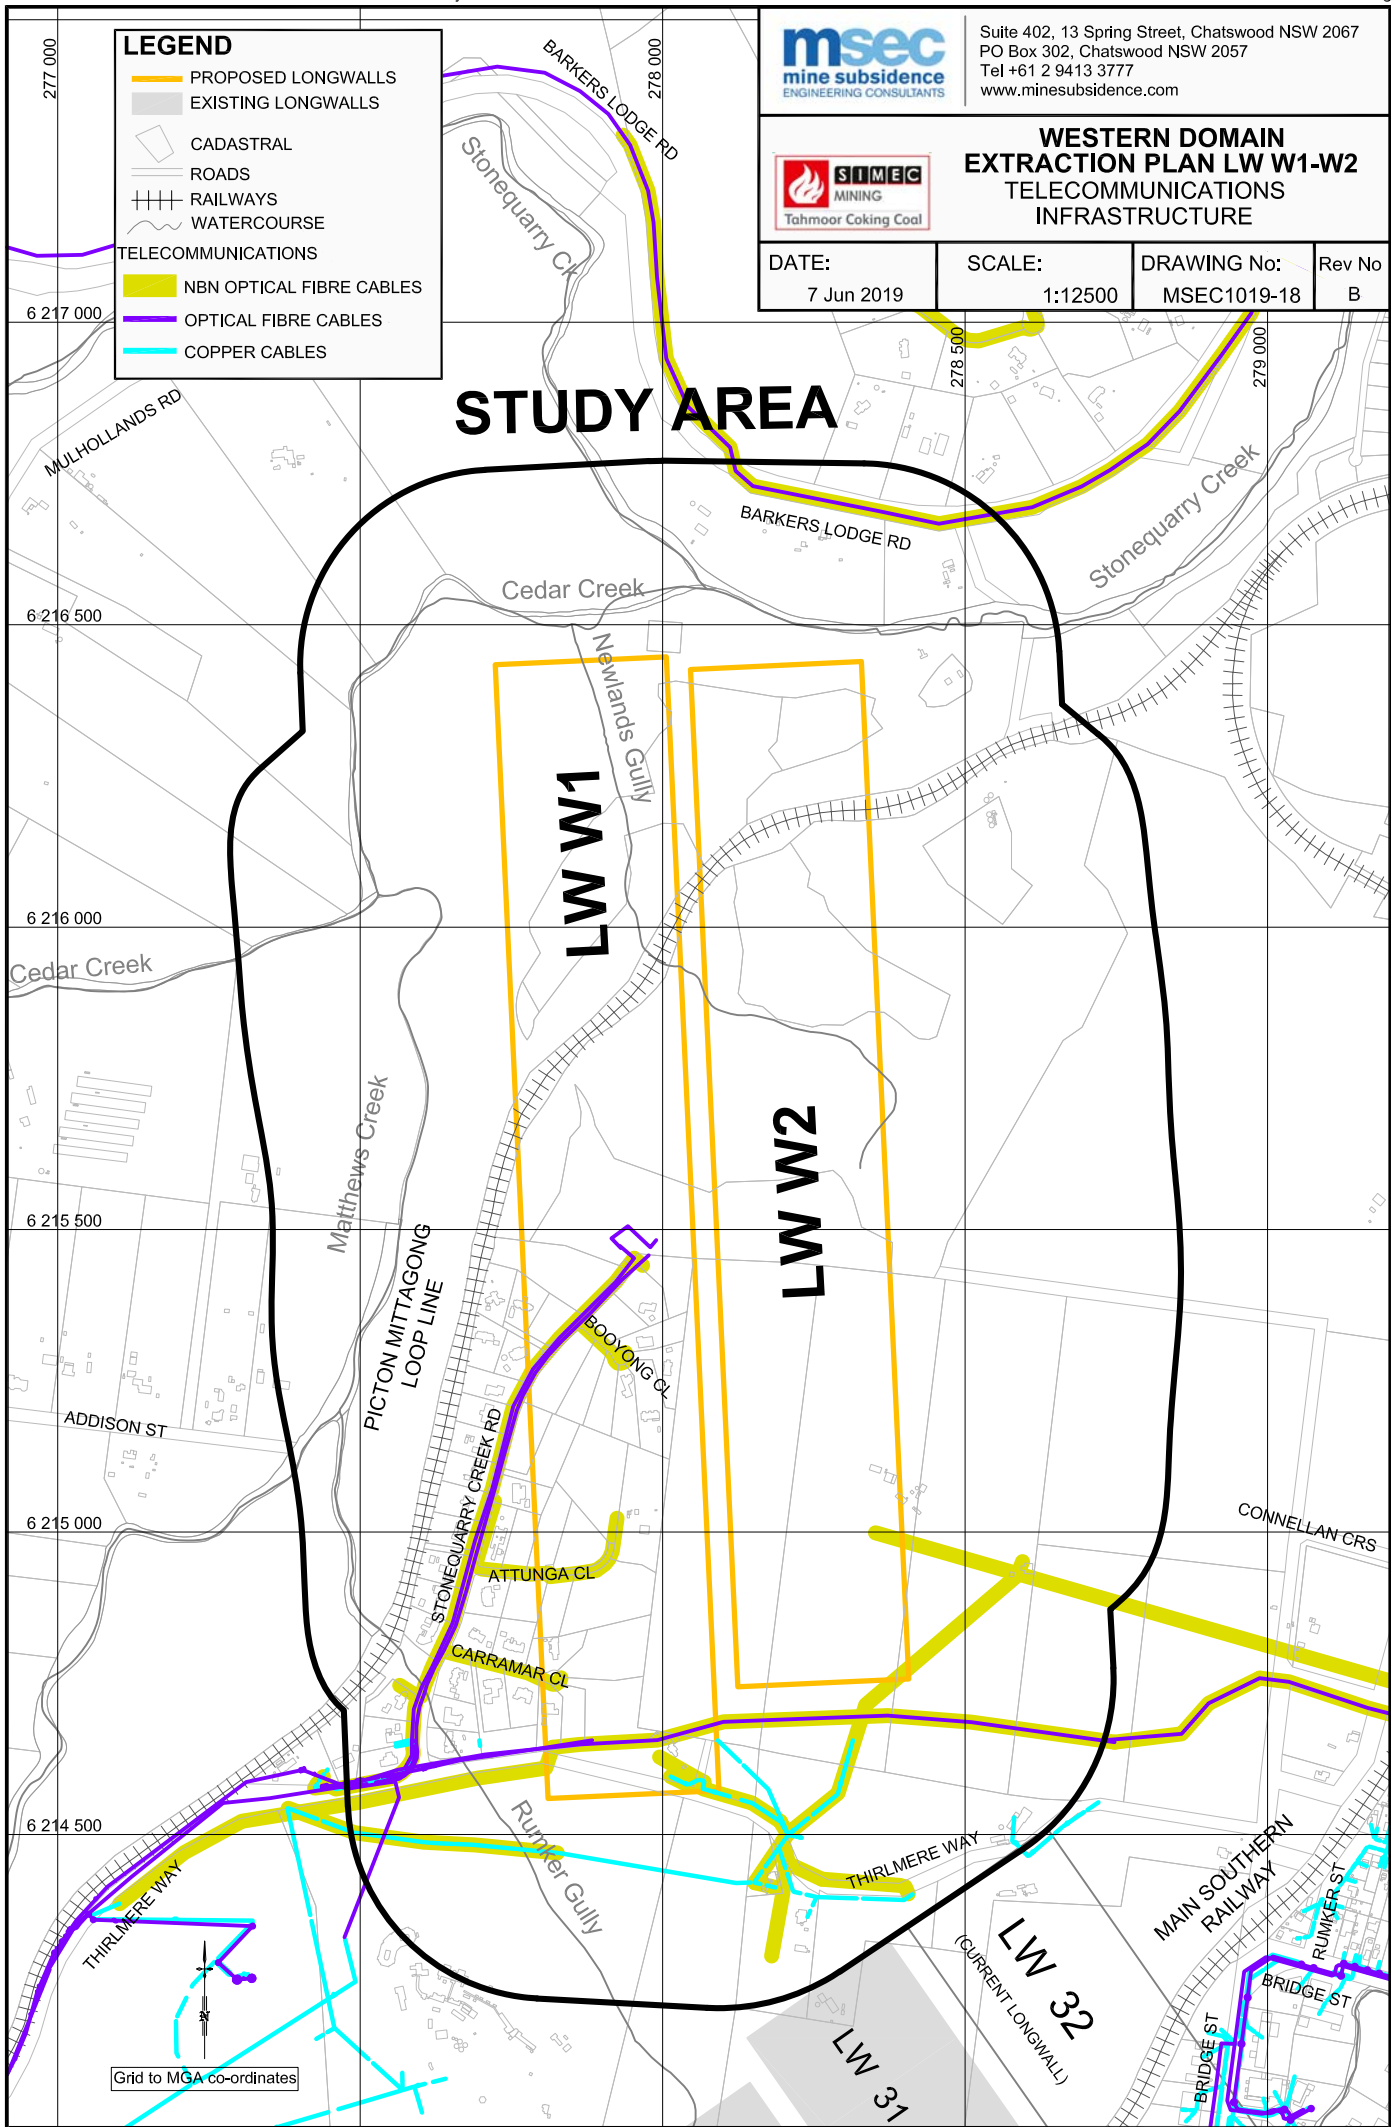 LEGEND
PROPOSED LONGWALLS
EXISTING LONGWALLS
CADASTRAL
ROADS
RAILWAYS
WATERCOURSE
TELECOMMUNICATIONS
NBN OPTICAL FIBRE CABLES
OPTICAL FIBRE CABLES
COPPER CABLES
msec
mine subsidence
ENGINEERING CONSULTANTS
Suite 402, 13 Spring Street, Chatswood NSW 2067
PO Box 302, Chatswood NSW 2057
Tel +61 2 9413 3777
www.minesubsidence.com
SIMEC
MINING
Tahmoor Coking Coal
WESTERN DOMAIN
EXTRACTION PLAN LW W1-W2
TELECOMMUNICATIONS
INFRASTRUCTURE
DATE:
7 Jun 2019
SCALE:
1:12500
DRAWING No:
MSEC1019-18
Rev No
B
277 000
278 000
278 500
279 000
6 217 000
6 216 500
6 216 000
6 215 500
6 215 000
6 214 500
BARKERS LODGE RD
Stonequarry Ck
MULHOLLANDS RD
STUDY AREA
BARKERS LODGE RD
Stonequarry Creek
Cedar Creek
Newlands Gully
LW W1
Cedar Creek
Matthews Creek
LW W2
PICTON MITTAGONG
LOOP LINE
BOOYONG CL
ADDISON ST
STONEQUARRY CREEK RD
ATTUNGA CL
CONNELLAN CRS
CARRAMAR CL
Rumker Gully
THIRLMERE WAY
THIRLMERE WAY
MAIN SOUTHERN
RAILWAY
RUMKER ST
BRIDGE ST
BRIDGE ST
LW 32
(CURRENT LONGWALL)
LW 31
N
Grid to MGA co-ordinates